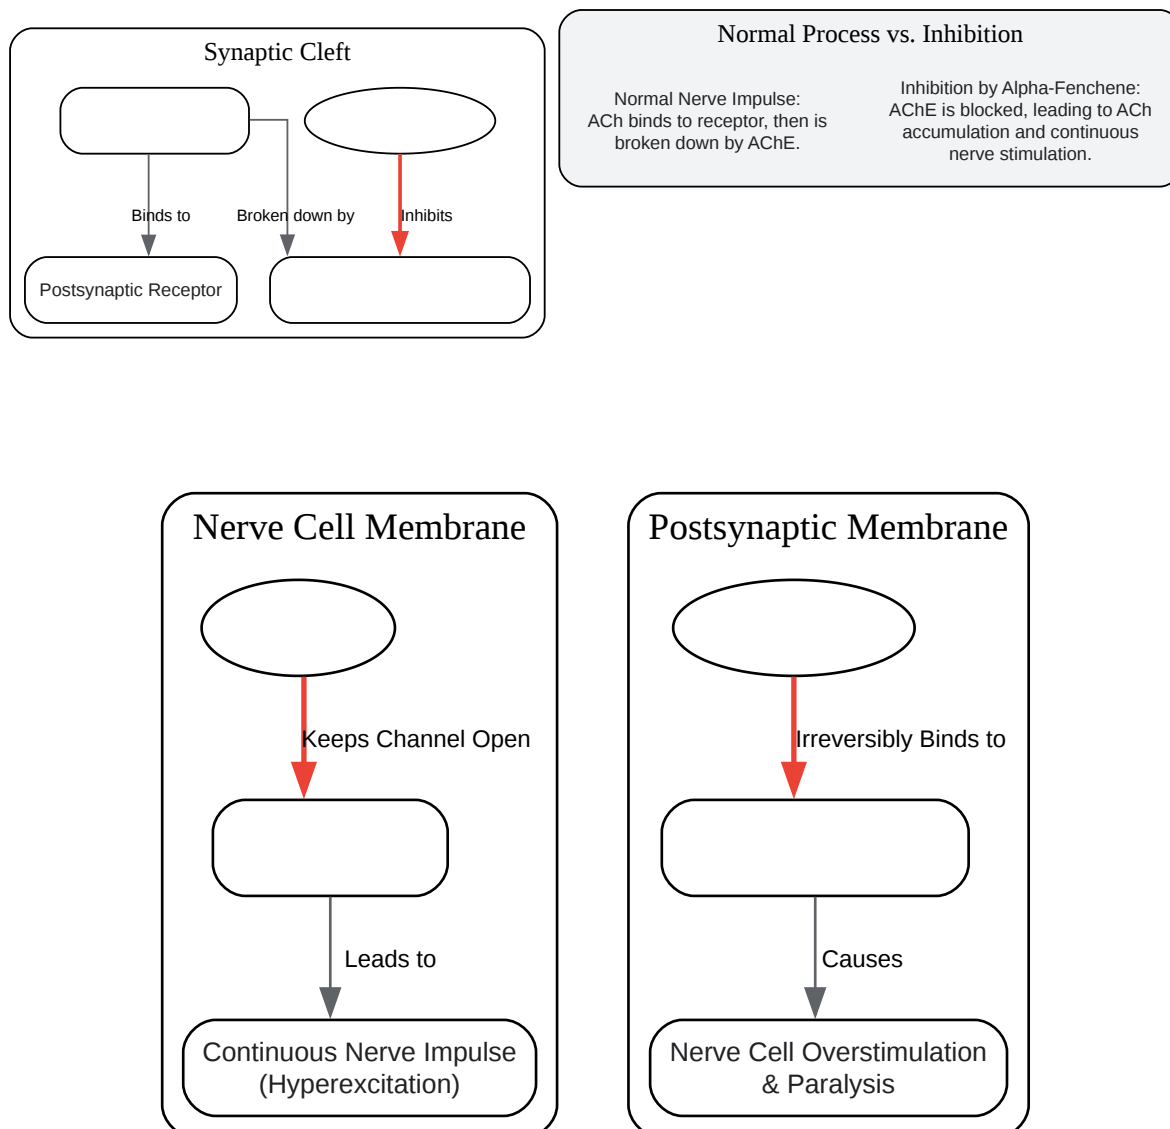 Synaptic Cleft
Binds to
Broken down by
Inhibits
Postsynaptic Receptor
Normal Process vs. Inhibition
Normal Nerve Impulse:
ACh binds to receptor, then is
broken down by AChE.
Inhibition by Alpha-Fenchene:
AChE is blocked, leading to ACh
accumulation and continuous
nerve stimulation.
Nerve Cell Membrane
Keeps Channel Open
Leads to
Continuous Nerve Impulse
(Hyperexcitation)
Postsynaptic Membrane
Irreversibly Binds to
Causes
Nerve Cell Overstimulation
& Paralysis